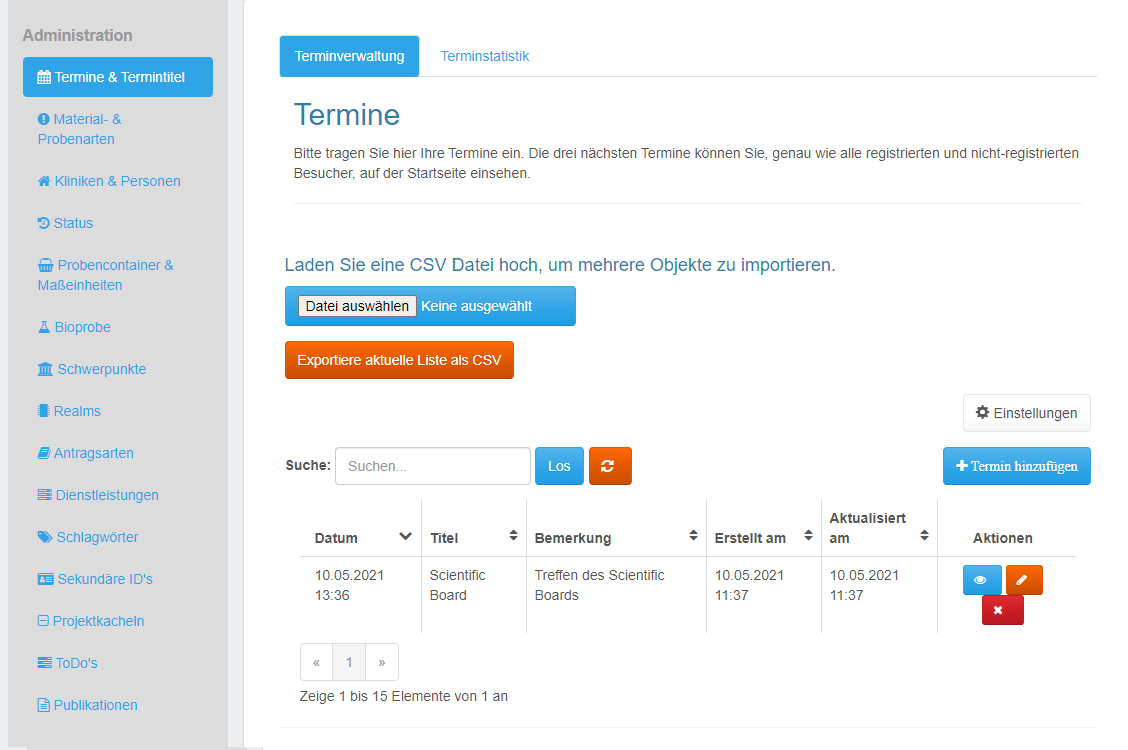 Administration
Termine & Termintitel
Material- &
Probenarten
Kliniken & Personen
Status
Probencontainer &
Maßeinheiten
Bioprobe
Schwerpunkte
Realms
Antragsarten
Dienstleistungen
Schlagwörter
Sekundäre ID's
Projektkacheln
ToDo's
Publikationen
Terminverwaltung
Terminstatistik
Termine
Bitte tragen Sie hier Ihre Termine ein. Die drei nächsten Termine können Sie, genau wie alle registrierten und nicht-registrierten
Besucher, auf der Startseite einsehen.
Laden Sie eine CSV Datei hoch, um mehrere Objekte zu importieren.
Datei auswählen Keine ausgewählt
Exportiere aktuelle Liste als CSV
Einstellungen
Suche: Suchen... Los
Termin hinzufügen
Datum Titel Bemerkung Erstellt am Aktualisiert am Aktionen
10.05.2021 13:36 Scientific Board Treffen des Scientific Boards 10.05.2021 11:37 10.05.2021 11:37
« 1 »
Zeige 1 bis 15 Elemente von 1 an